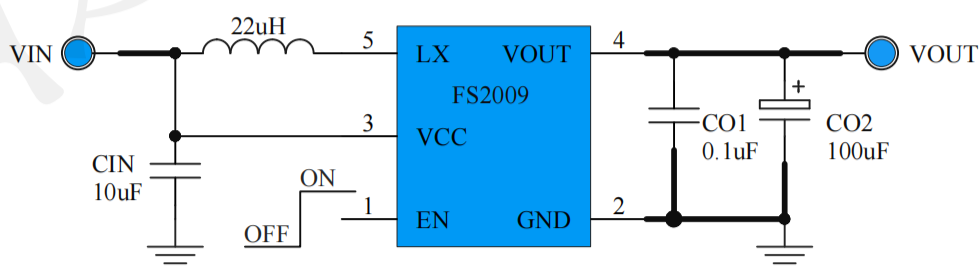 22uH
VIN
5
LX
VOUT
4
VOUT
FS2009
3
VCC
+
CO1
0.1uF
CO2
100uF
CIN
10uF
ON
OFF
1
EN
GND
2